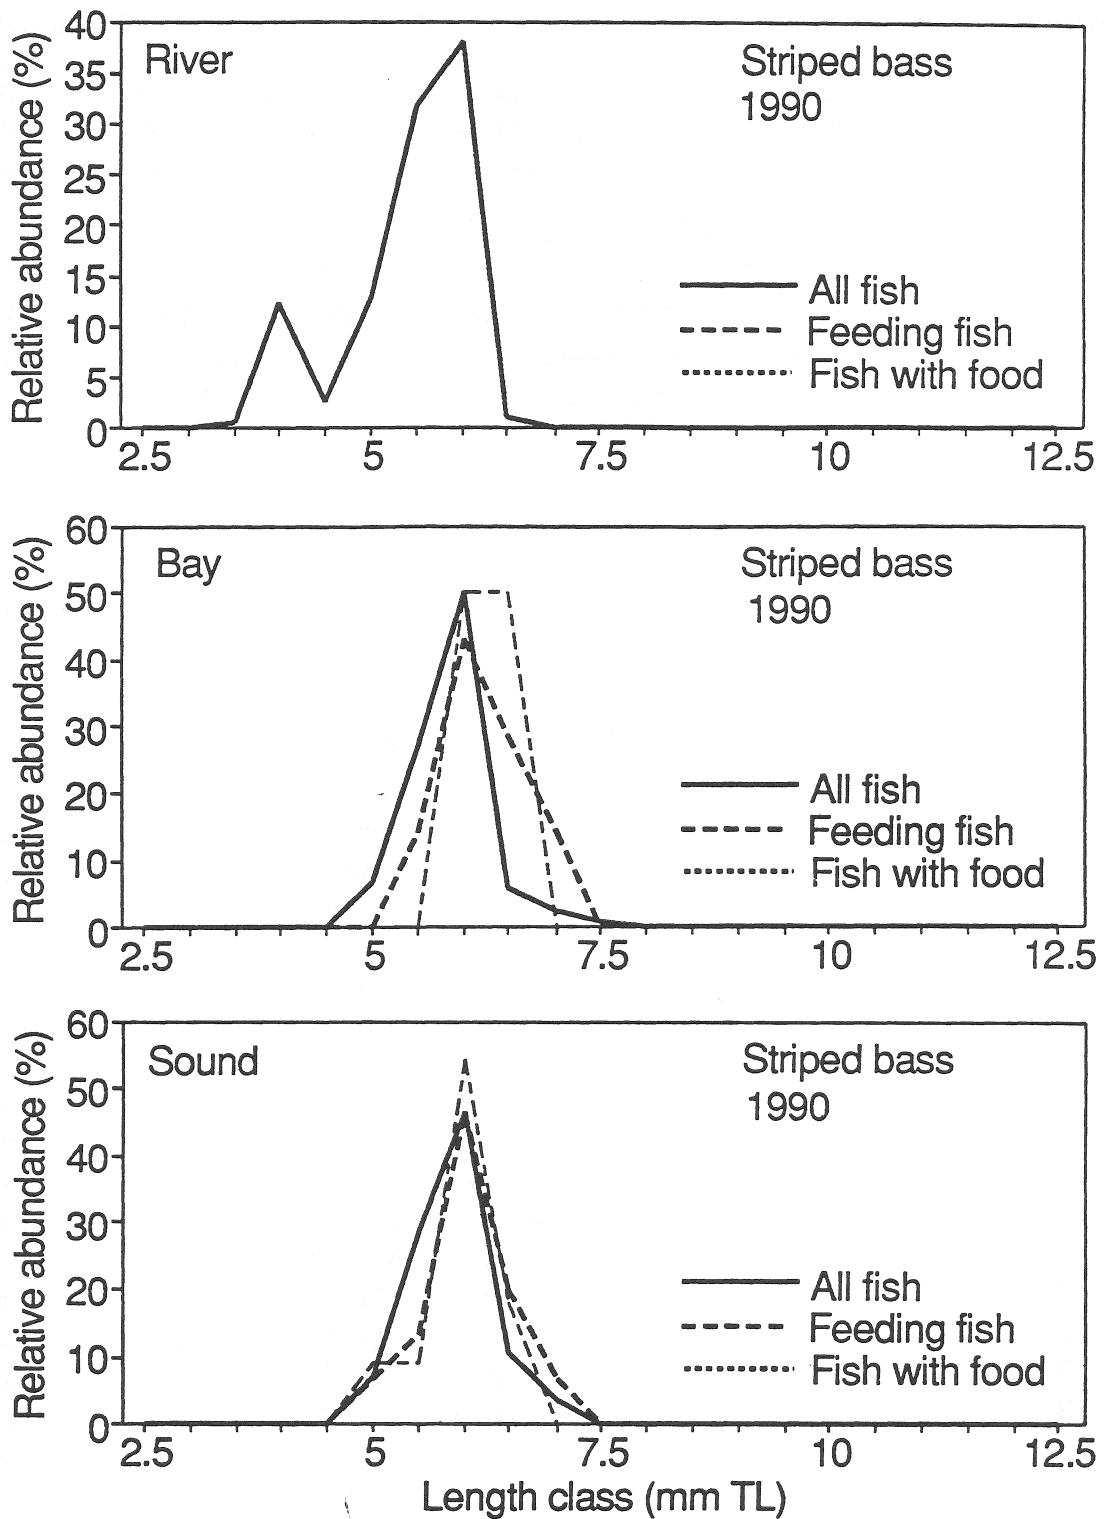 Relative abundance (%)
40
35
30
25
20
15
10
5
0
River
Striped bass
1990
All fish
Feeding fish
Fish with food
2.5 5 7.5 10 12.5
Relative abundance (%)
60
50
40
30
20
10
0
Bay
Striped bass
1990
All fish
Feeding fish
Fish with food
2.5 5 7.5 10 12.5
Relative abundance (%)
60
50
40
30
20
10
0
Sound
Striped bass
1990
All fish
Feeding fish
Fish with food
2.5 5 7.5 10 12.5
Length class (mm TL)